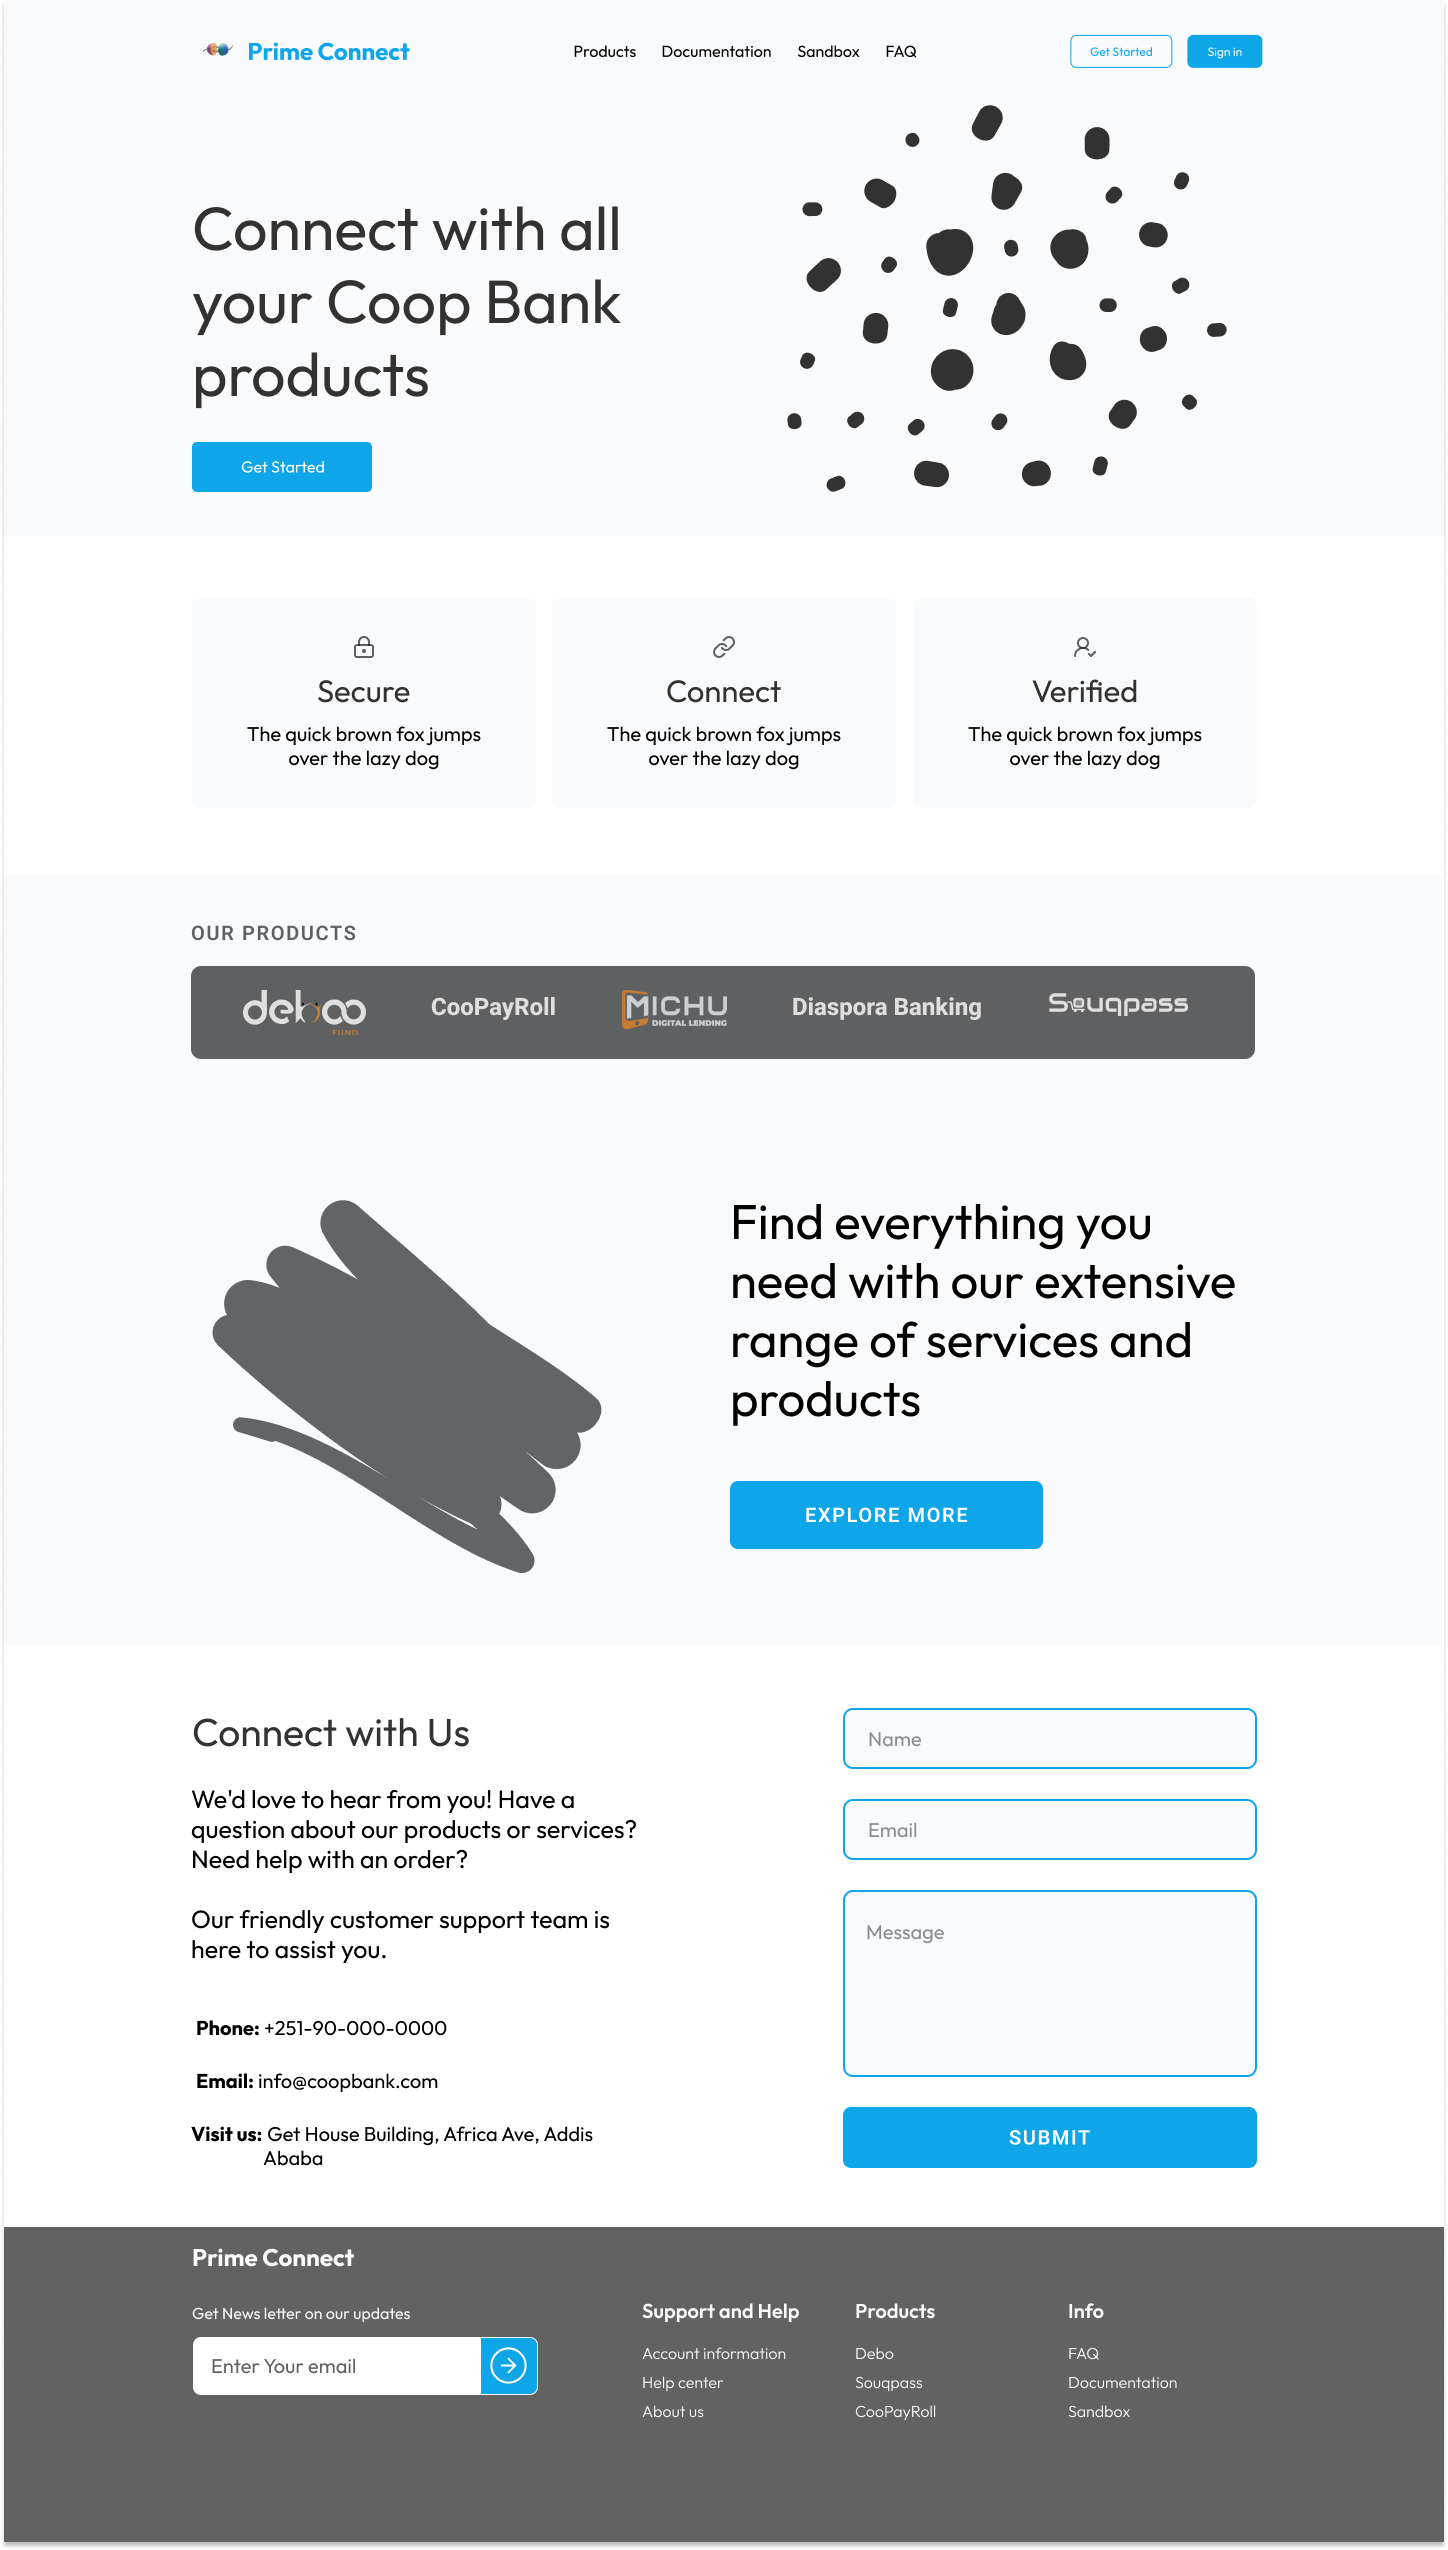 Prime Connect
Products Documentation Sandbox FAQ
Get Started
Sign in
Connect with all
your Coop Bank
products
Get Started
Secure
The quick brown fox jumps
over the lazy dog
Connect
The quick brown fox jumps
over the lazy dog
Verified
The quick brown fox jumps
over the lazy dog
OUR PRODUCTS
deboo
FUND
CooPayRoll
MICHU
DIGITAL LENDING
Diaspora Banking
Souqpass
Find everything you
need with our extensive
range of services and
products
EXPLORE MORE
Connect with Us
We'd love to hear from you! Have a
question about our products or services?
Need help with an order?
Our friendly customer support team is
here to assist you.
Phone: +251-90-000-0000
Email: info@coopbank.com
Visit us: Get House Building, Africa Ave, Addis
Ababa
Name
Email
Message
SUBMIT
Prime Connect
Get News letter on our updates
Enter Your email
Support and Help
Account information
Help center
About us
Products
Debo
Souqpass
CooPayRoll
Info
FAQ
Documentation
Sandbox